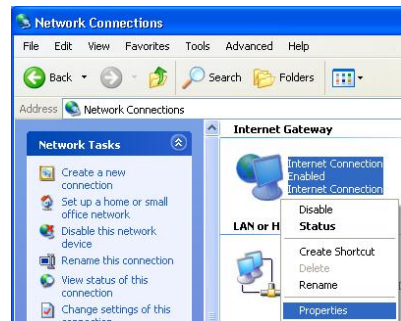 Network Connections
File Edit View Favorites Tools Advanced Help
Back Search Folders
Address Network Connections
Network Tasks
Create a new
connection
Set up a home or small
office network
Disable this network
device
Rename this connection
View status of this
connection
Change settings of this
connection
Internet Gateway
Internet Connection
Enabled
Internet Connection
LAN or H
Disable
Status
Create Shortcut
Delete
Rename
Properties